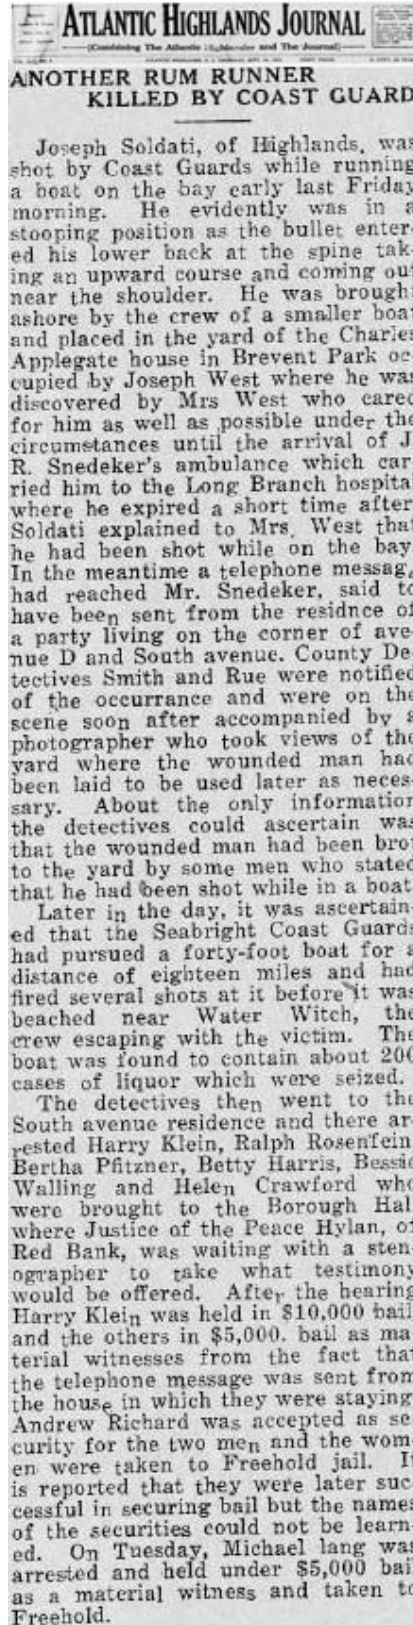 ATLANTIC HIGHLANDS JOURNAL
(Combining The Atlantic Highlander and The Journal)
ANOTHER RUM RUNNER
KILLED BY COAST GUARD
Joseph Soldati, of Highlands, was
shot by Coast Guards while running
a boat on the bay early last Friday
morning. He evidently was in a
stooping position as the bullet enter-
ed his lower back at the spine tak-
ing an upward course and coming out
near the shoulder. He was brought
ashore by the crew of a smaller boat
and placed in the yard of the Charles
Applegate house in Brevent Park oc-
cupied by Joseph West where he was
discovered by Mrs West who cared
for him as well as possible under the
circumstances until the arrival of J.
R. Snedeker's ambulance which car-
ried him to the Long Branch hospital
where he expired a short time after.
Soldati explained to Mrs. West that
he had been shot while on the bay.
In the meantime a telephone messag
had reached Mr. Snedeker, said to
have been sent from the residnce of
a party living on the corner of ave-
nue D and South avenue. County De-
tectives Smith and Rue were notified
of the occurrance and were on the
scene soon after accompanied by a
photographer who took views of the
yard where the wounded man had
been laid to be used later as neces-
sary. About the only information
the detectives could ascertain was
that the wounded man had been bro't
to the yard by some men who stated
that he had been shot while in a boat
Later in the day, it was ascertain-
ed that the Seabright Coast Guards
had pursued a forty-foot boat for a
distance of eighteen miles and had
fired several shots at it before it was
beached near Water Witch, the
crew escaping with the victim. The
boat was found to contain about 200
cases of liquor which were seized.
The detectives then went to the
South avenue residence and there ar-
rested Harry Klein, Ralph Rosenfein
Bertha Pfitzner, Betty Harris, Bessie
Walling and Helen Crawford who
were brought to the Borough Hall
where Justice of the Peace Hylan, of
Red Bank, was waiting with a sten-
ographer to take what testimony
would be offered. After the hearing
Harry Klein was held in $10,000 bail
and the others in $5,000. bail as ma-
terial witnesses from the fact that
the telephone message was sent from
the house in which they were staying
Andrew Richard was accepted as se-
curity for the two men and the wom-
en were taken to Freehold jail. It
is reported that they were later suc-
cessful in securing bail but the names
of the securities could not be learn-
ed. On Tuesday, Michael lang was
arrested and held under $5,000 bail
as a material witness and taken to
Freehold.